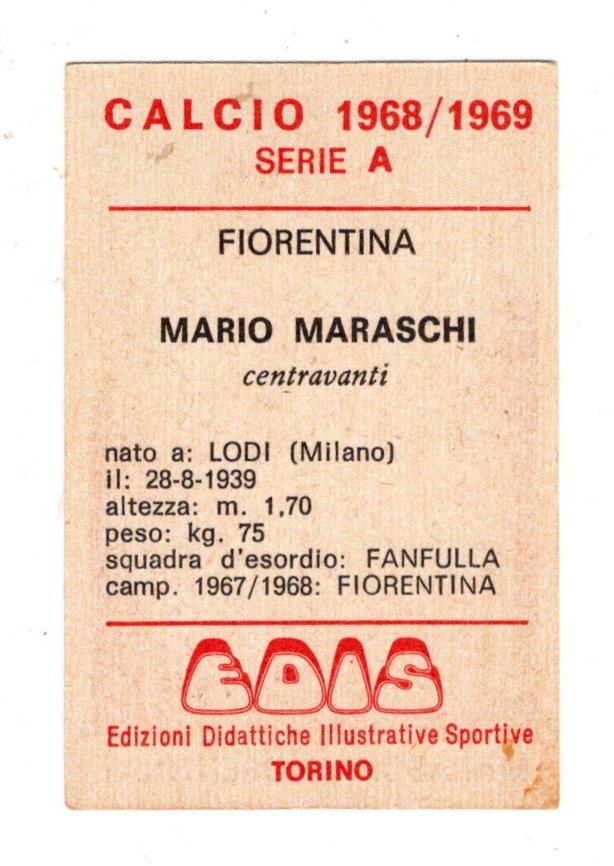 CALCIO 1968/1969
SERIE A
FIORENTINA
MARIO MARASCHI
centravanti
nato a: LODI (Milano)
il: 28-8-1939
altezza: m. 1,70
peso: kg. 75
squadra d'esordio: FANFULLA
camp. 1967/1968: FIORENTINA
EDIS
Edizioni Didattiche Illustrative Sportive
TORINO